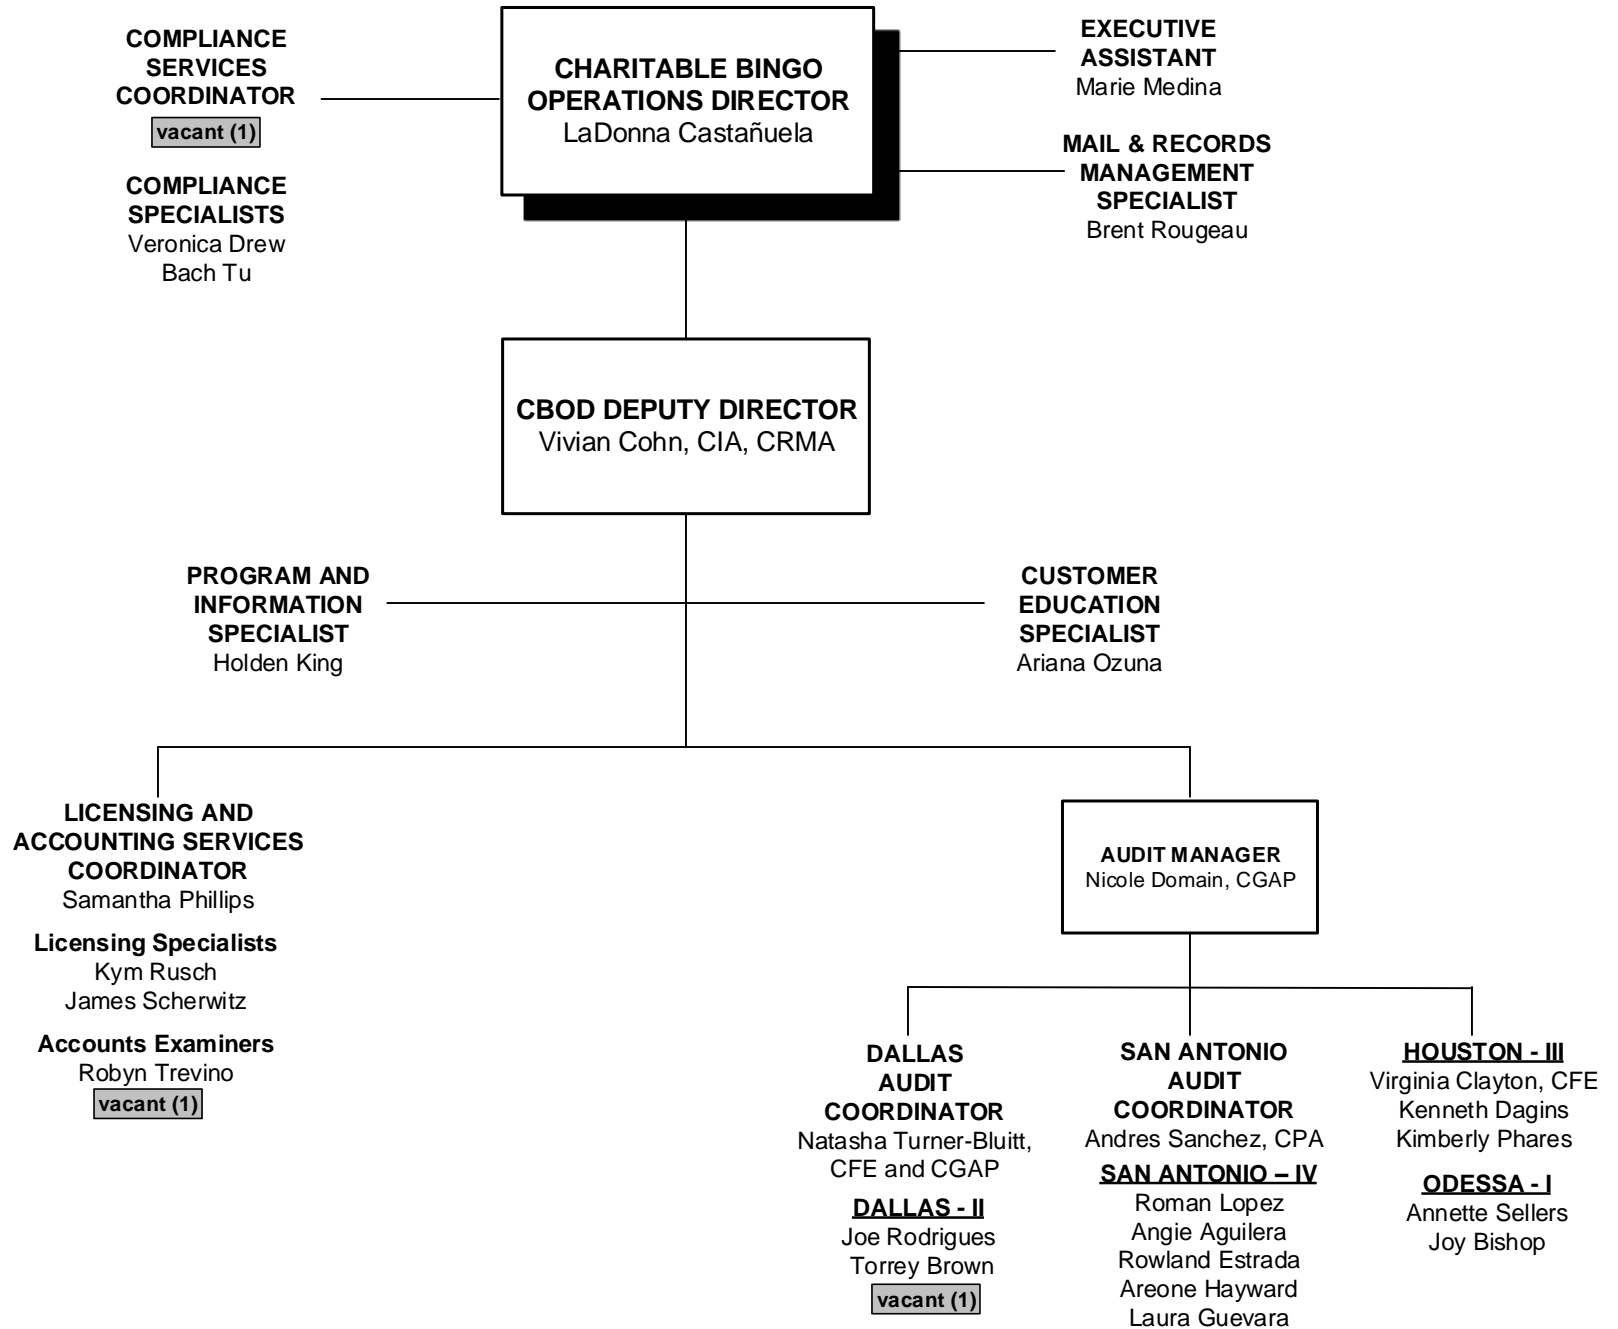 COMPLIANCE
SERVICES
COORDINATOR
vacant (1)
COMPLIANCE
SPECIALISTS
Veronica Drew
Bach Tu
CHARITABLE BINGO
OPERATIONS DIRECTOR
LaDonna Castañuela
EXECUTIVE
ASSISTANT
Marie Medina
MAIL & RECORDS
MANAGEMENT
SPECIALIST
Brent Rougeau
CBOD DEPUTY DIRECTOR
Vivian Cohn, CIA, CRMA
PROGRAM AND
INFORMATION
SPECIALIST
Holden King
CUSTOMER
EDUCATION
SPECIALIST
Ariana Ozuna
LICENSING AND
ACCOUNTING SERVICES
COORDINATOR
Samantha Phillips
Licensing Specialists
Kym Rusch
James Scherwitz
Accounts Examiners
Robyn Trevino
vacant (1)
AUDIT MANAGER
Nicole Domain, CGAP
DALLAS
AUDIT
COORDINATOR
Natasha Turner-Bluitt,
CFE and CGAP
DALLAS - II
Joe Rodrigues
Torrey Brown
vacant (1)
SAN ANTONIO
AUDIT
COORDINATOR
Andres Sanchez, CPA
SAN ANTONIO – IV
Roman Lopez
Angie Aguilera
Rowland Estrada
Areone Hayward
Laura Guevara
HOUSTON - III
Virginia Clayton, CFE
Kenneth Dagins
Kimberly Phares
ODESSA - I
Annette Sellers
Joy Bishop